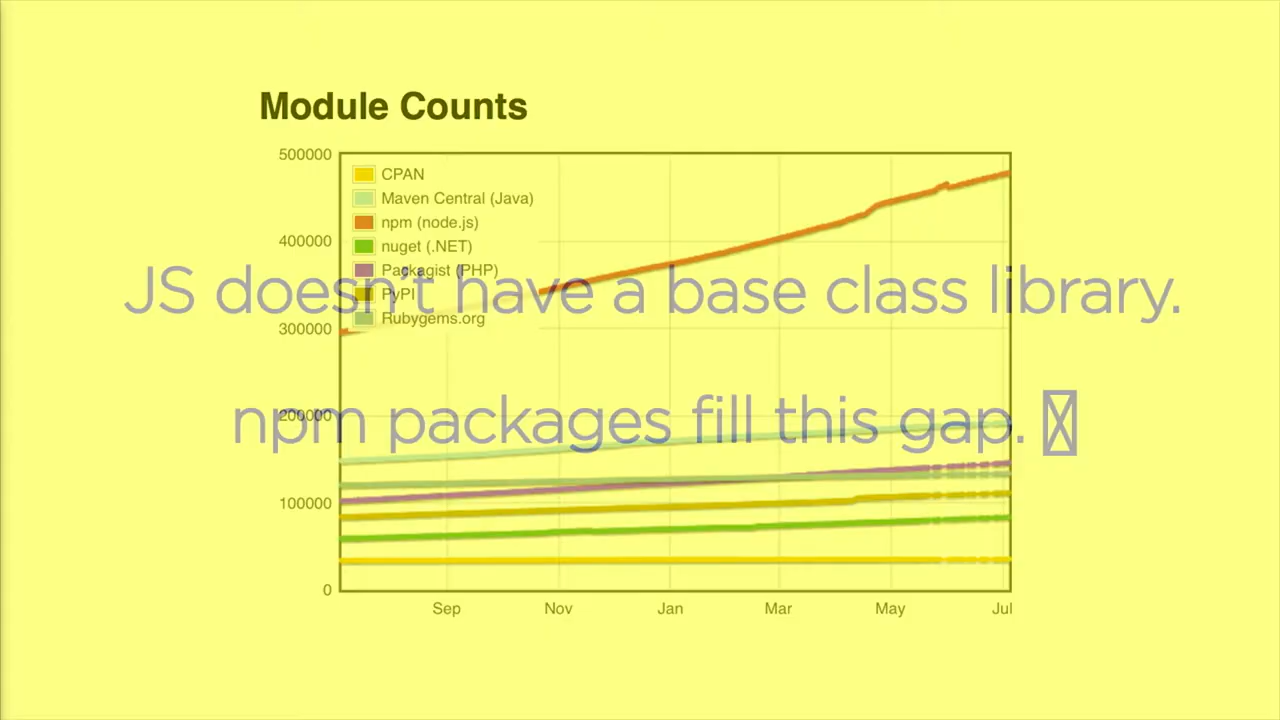 Module Counts
500000
CPAN
Maven Central (Java)
npm (node.js)
400000
nuget (.NET)
Packagist (PHP)
JS doesn't have a base class library.
PyPI
Rubygems.org
300000
200000
npm packages fill this gap.
100000
0
Sep Nov Jan Mar May Jul